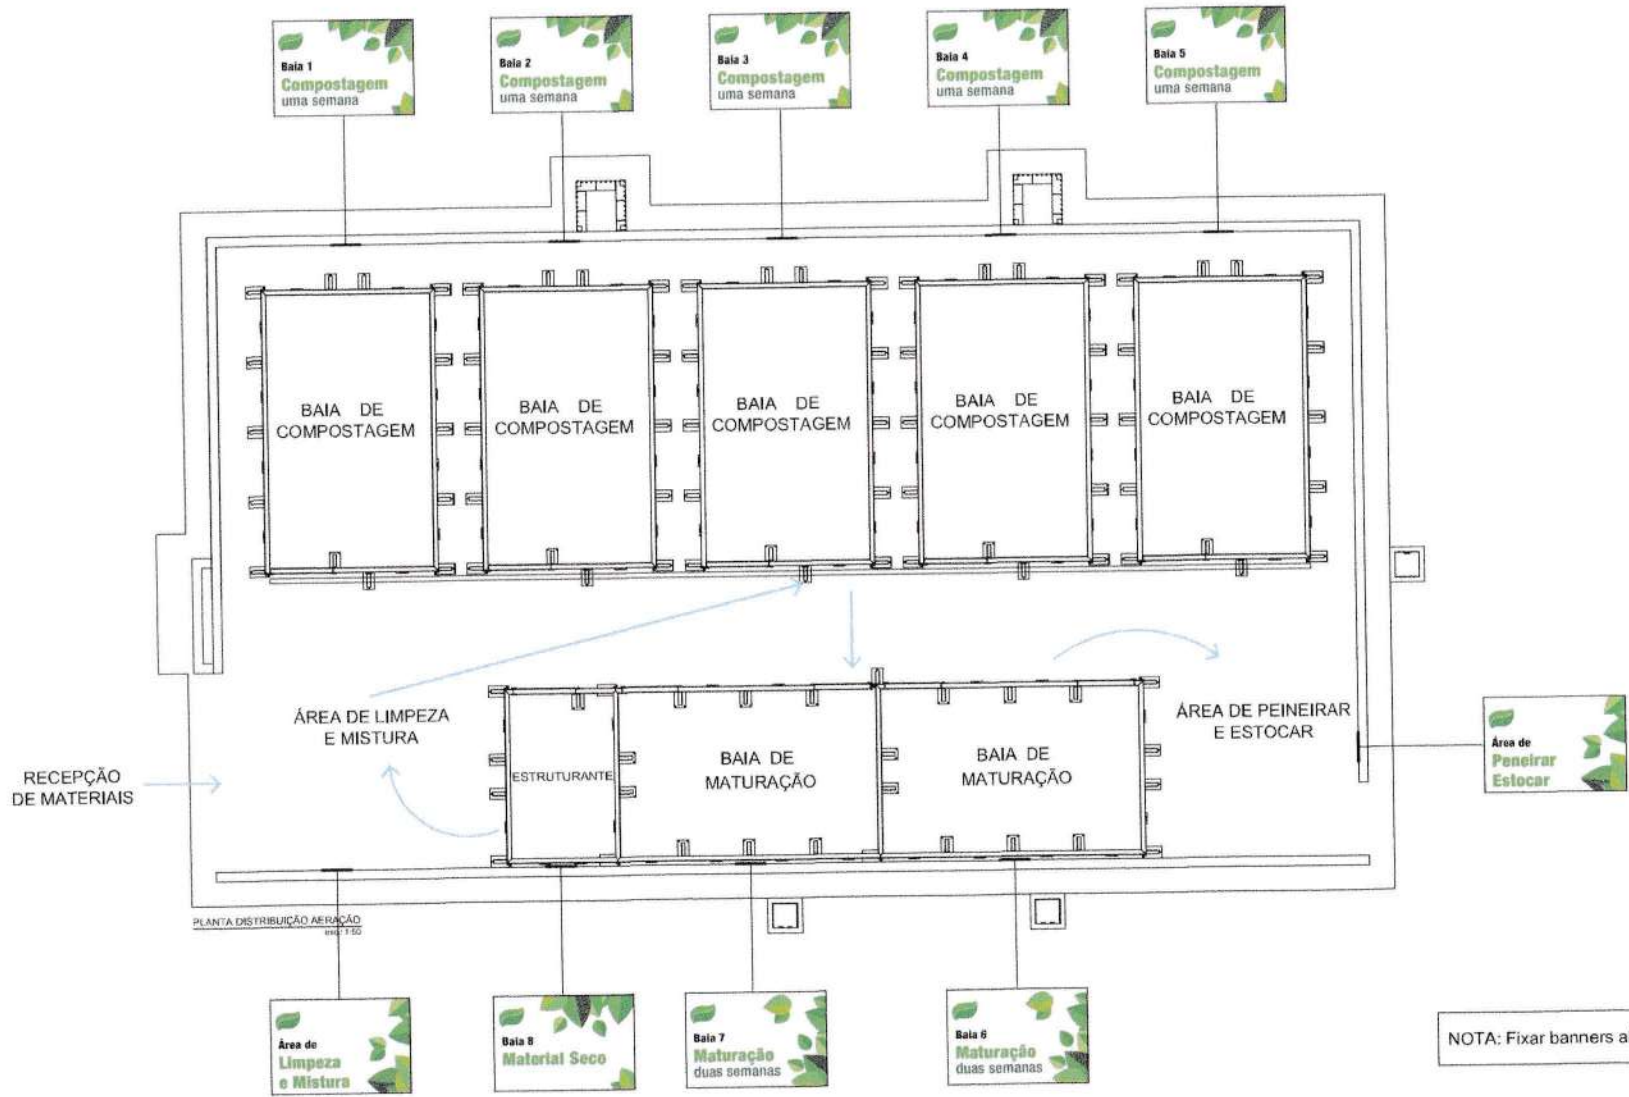 Baia 1
Compostagem
uma semana
Baia 2
Compostagem
uma semana
Baia 3
Compostagem
uma semana
Baia 4
Compostagem
uma semana
Baia 5
Compostagem
uma semana
BAIA DE
COMPOSTAGEM
BAIA DE
COMPOSTAGEM
BAIA DE
COMPOSTAGEM
BAIA DE
COMPOSTAGEM
BAIA DE
COMPOSTAGEM
RECEPÇÃO
DE MATERIAIS
ÁREA DE LIMPEZA
E MISTURA
ESTRUTURANTE
BAIA DE
MATURAÇÃO
BAIA DE
MATURAÇÃO
ÁREA DE PEINEIRAR
E ESTOCAR
Área de
Peneirar
Estocar
PLANTA DISTRIBUIÇÃO AERAÇÃO
1:50
Área de
Limpeza
e Mistura
Baia 8
Material Seco
Baia 7
Maturação
duas semanas
Baia 6
Maturação
duas semanas
NOTA: Fixar banners